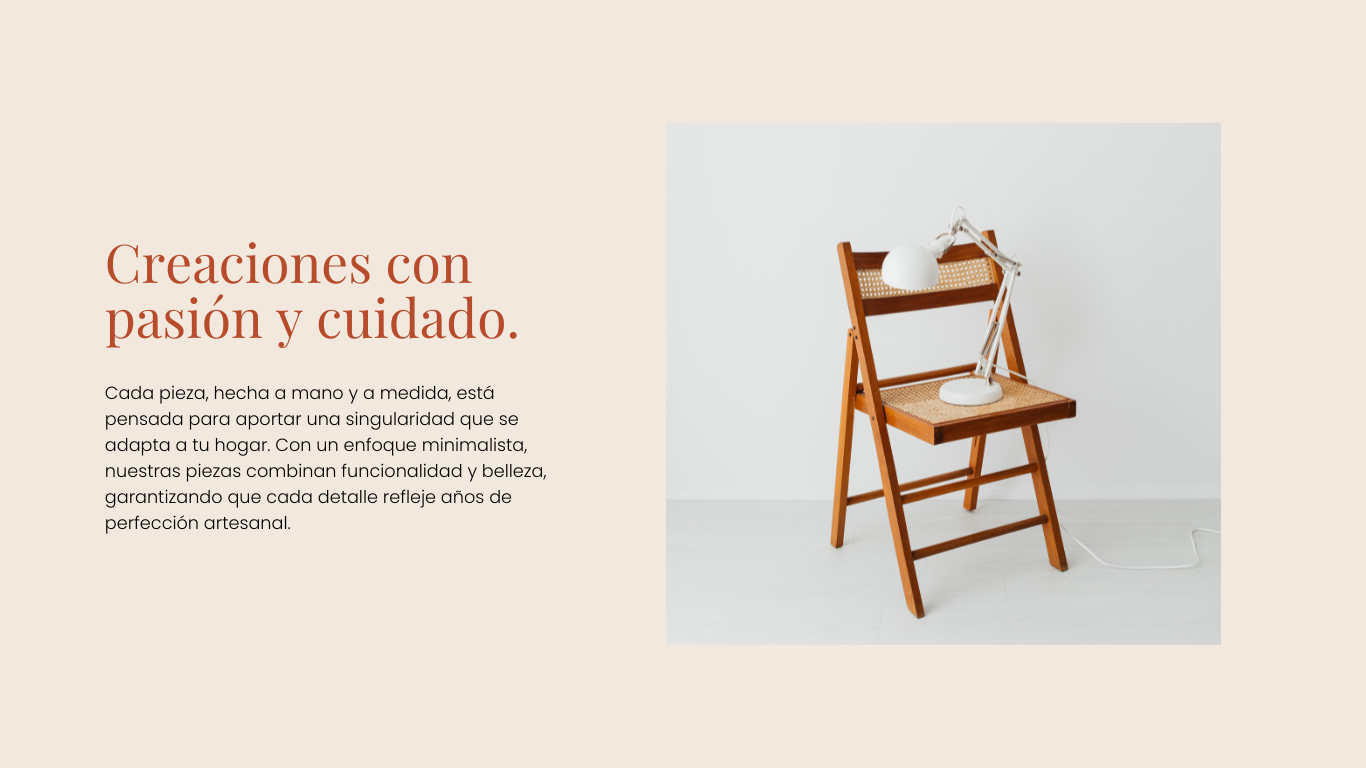 Creaciones con
pasión y cuidado.
Cada pieza, hecha a mano y a medida, está
pensada para aportar una singularidad que se
adapta a tu hogar. Con un enfoque minimalista,
nuestras piezas combinan funcionalidad y belleza,
garantizando que cada detalle refleje años de
perfección artesanal.